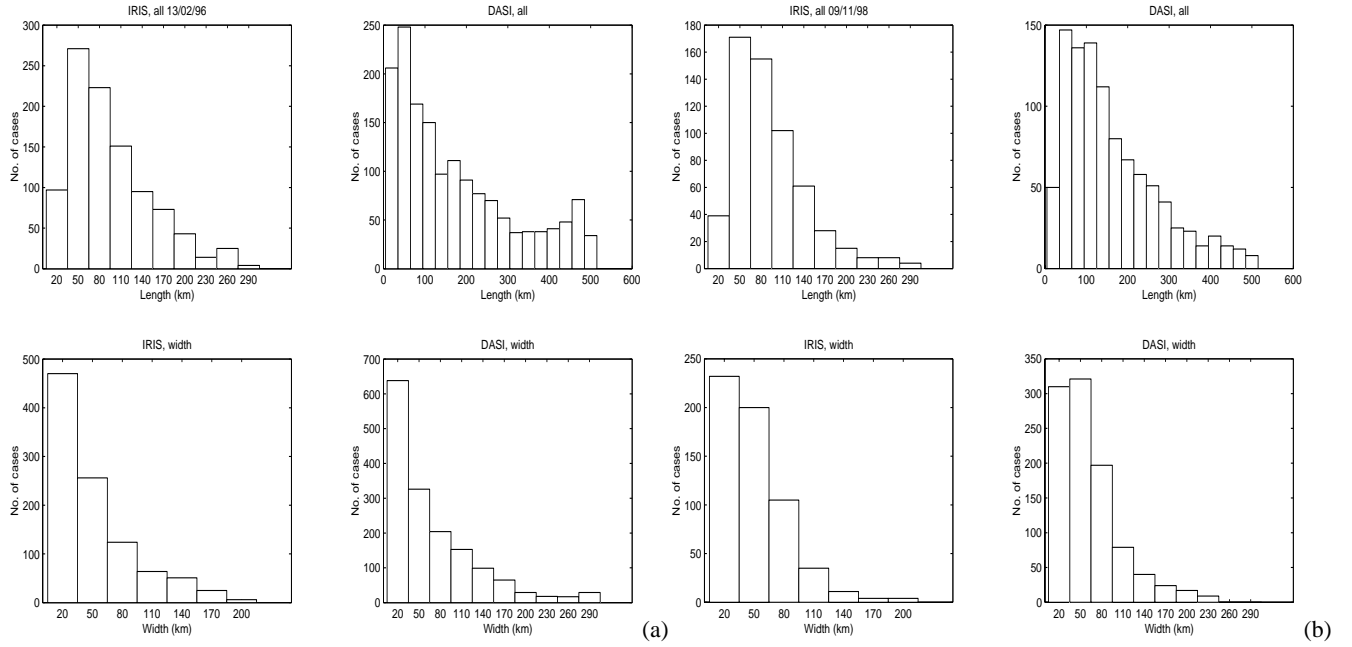 IRIS, all 13/02/96
300
250
200
150
100
50
0
No. of cases
20 50 80 110 140 170 200 230 260 290
Length (km)
DASI, all
250
200
150
100
50
0
No. of cases
0 100 200 300 400 500 600
Length (km)
IRIS, all 09/11/98
180
160
140
120
100
80
60
40
20
0
No. of cases
20 50 80 110 140 170 200 230 260 290
Length (km)
DASI, all
150
100
50
0
No. of cases
0 100 200 300 400 500 600
Length (km)
IRIS, width
500
400
300
200
100
0
No. of cases
20 50 80 110 140 170 200
Width (km)
DASI, width
700
600
500
400
300
200
100
0
No. of cases
20 50 80 110 140 170 200 230 260 290
Width (km)
(a)
IRIS, width
250
200
150
100
50
0
No. of cases
20 50 80 110 140 170 200
Width (km)
DASI, width
350
300
250
200
150
100
50
0
No. of cases
20 50 80 110 140 170 200 230 260 290
Width (km)
(b)